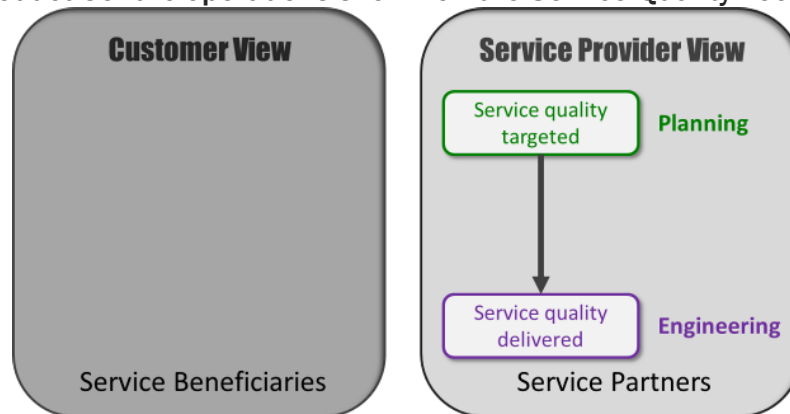 Customer View
Service Beneficiaries
Service Provider View
Service quality
targeted
Planning
Service quality
delivered
Engineering
Service Partners